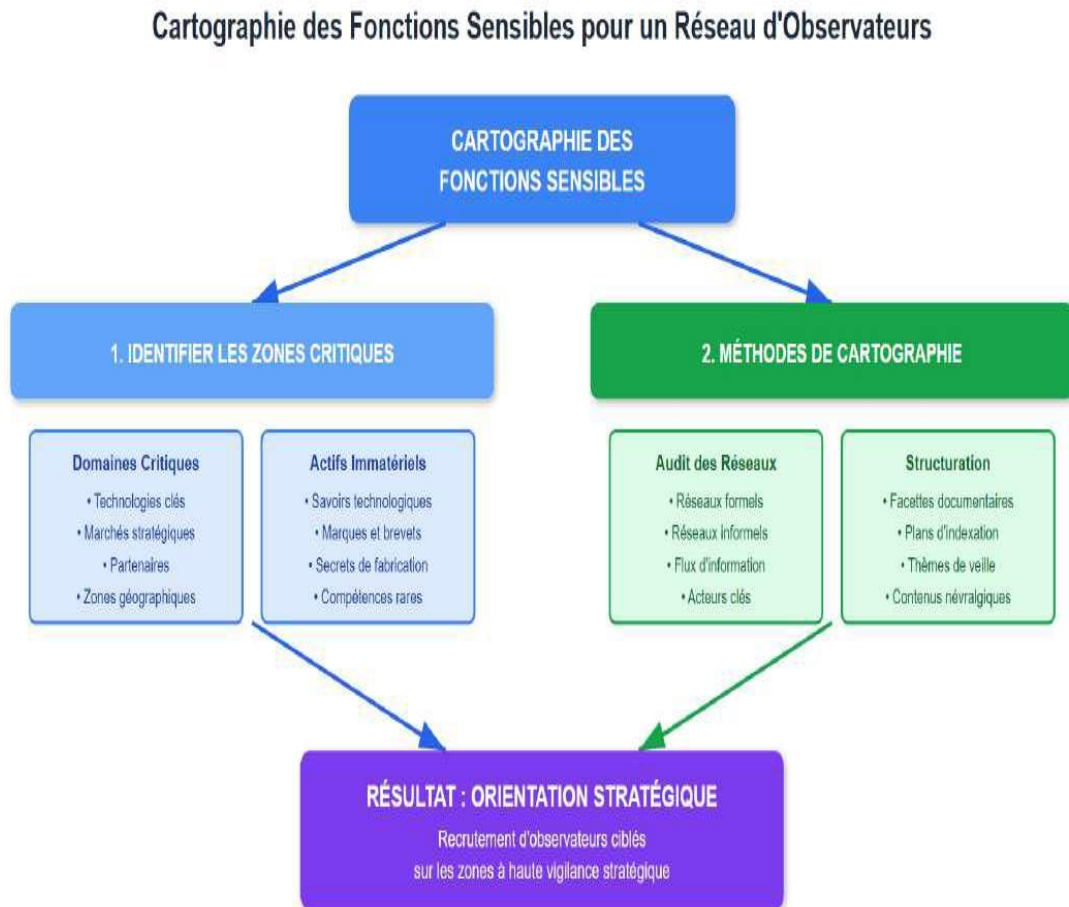 Cartographie des Fonctions Sensibles pour un Réseau d'Observateurs
CARTOGRAPHIE DES
FONCTIONS SENSIBLES
1. IDENTIFIER LES ZONES CRITIQUES
2. MÉTHODES DE CARTOGRAPHIE
Domaines Critiques
• Technologies clés
• Marchés stratégiques
• Partenaires
• Zones géographiques
Actifs Immatériels
• Savoirs technologiques
• Marques et brevets
• Secrets de fabrication
• Compétences rares
Audit des Réseaux
• Réseaux formels
• Réseaux informels
• Flux d'information
• Acteurs clés
Structuration
• Facettes documentaires
• Plans d'indexation
• Thèmes de veille
• Contenus névralgiques
RÉSULTAT : ORIENTATION STRATÉGIQUE
Recrutement d'observateurs ciblés
sur les zones à haute vigilance stratégique